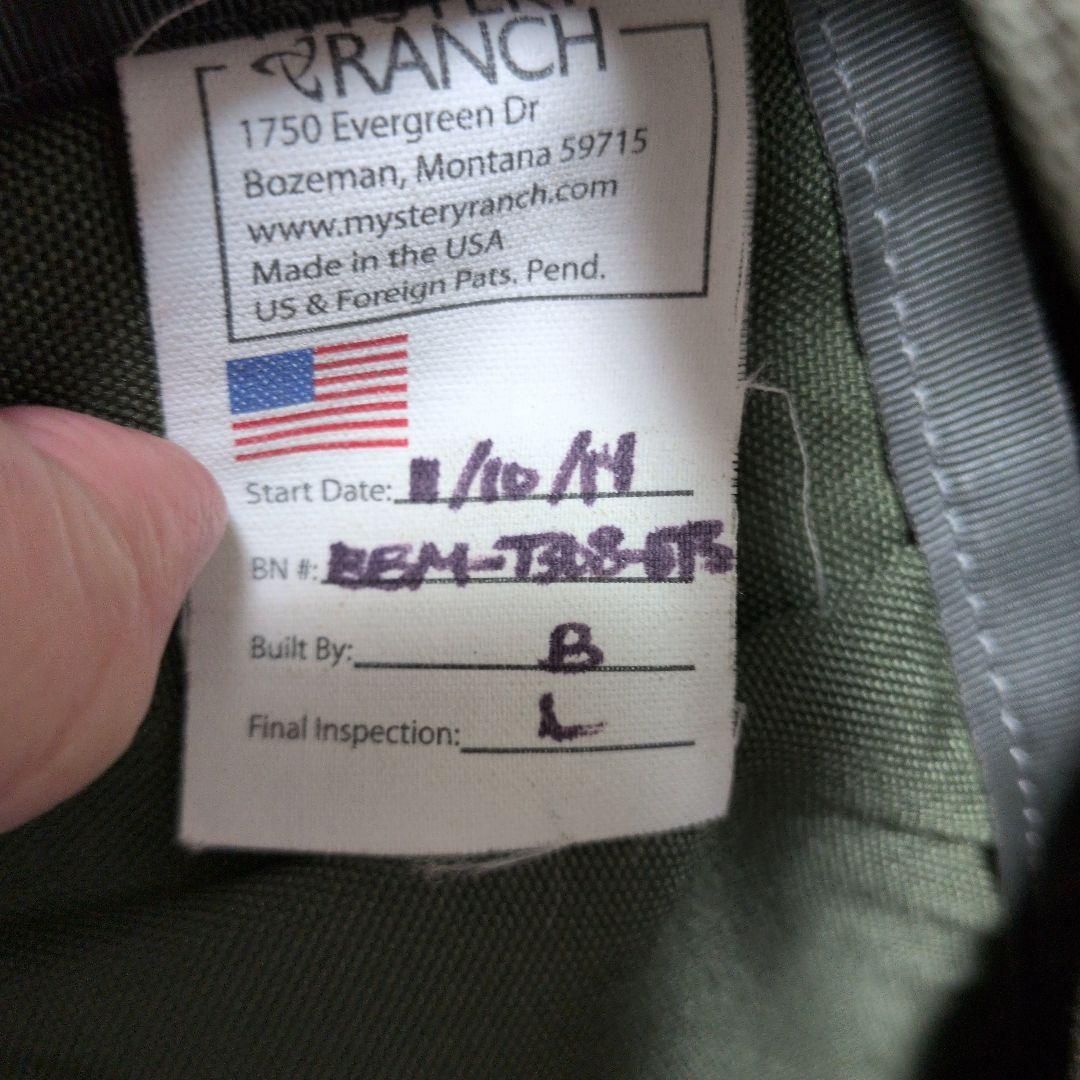 RANCH
1750 Evergreen Dr
Bozeman, Montana 59715
www.mysteryranch.com
Made in the USA
US & Foreign Pats. Pend.
Start Date: 11/10/14
BN #:
Built By: B
Final Inspection: L